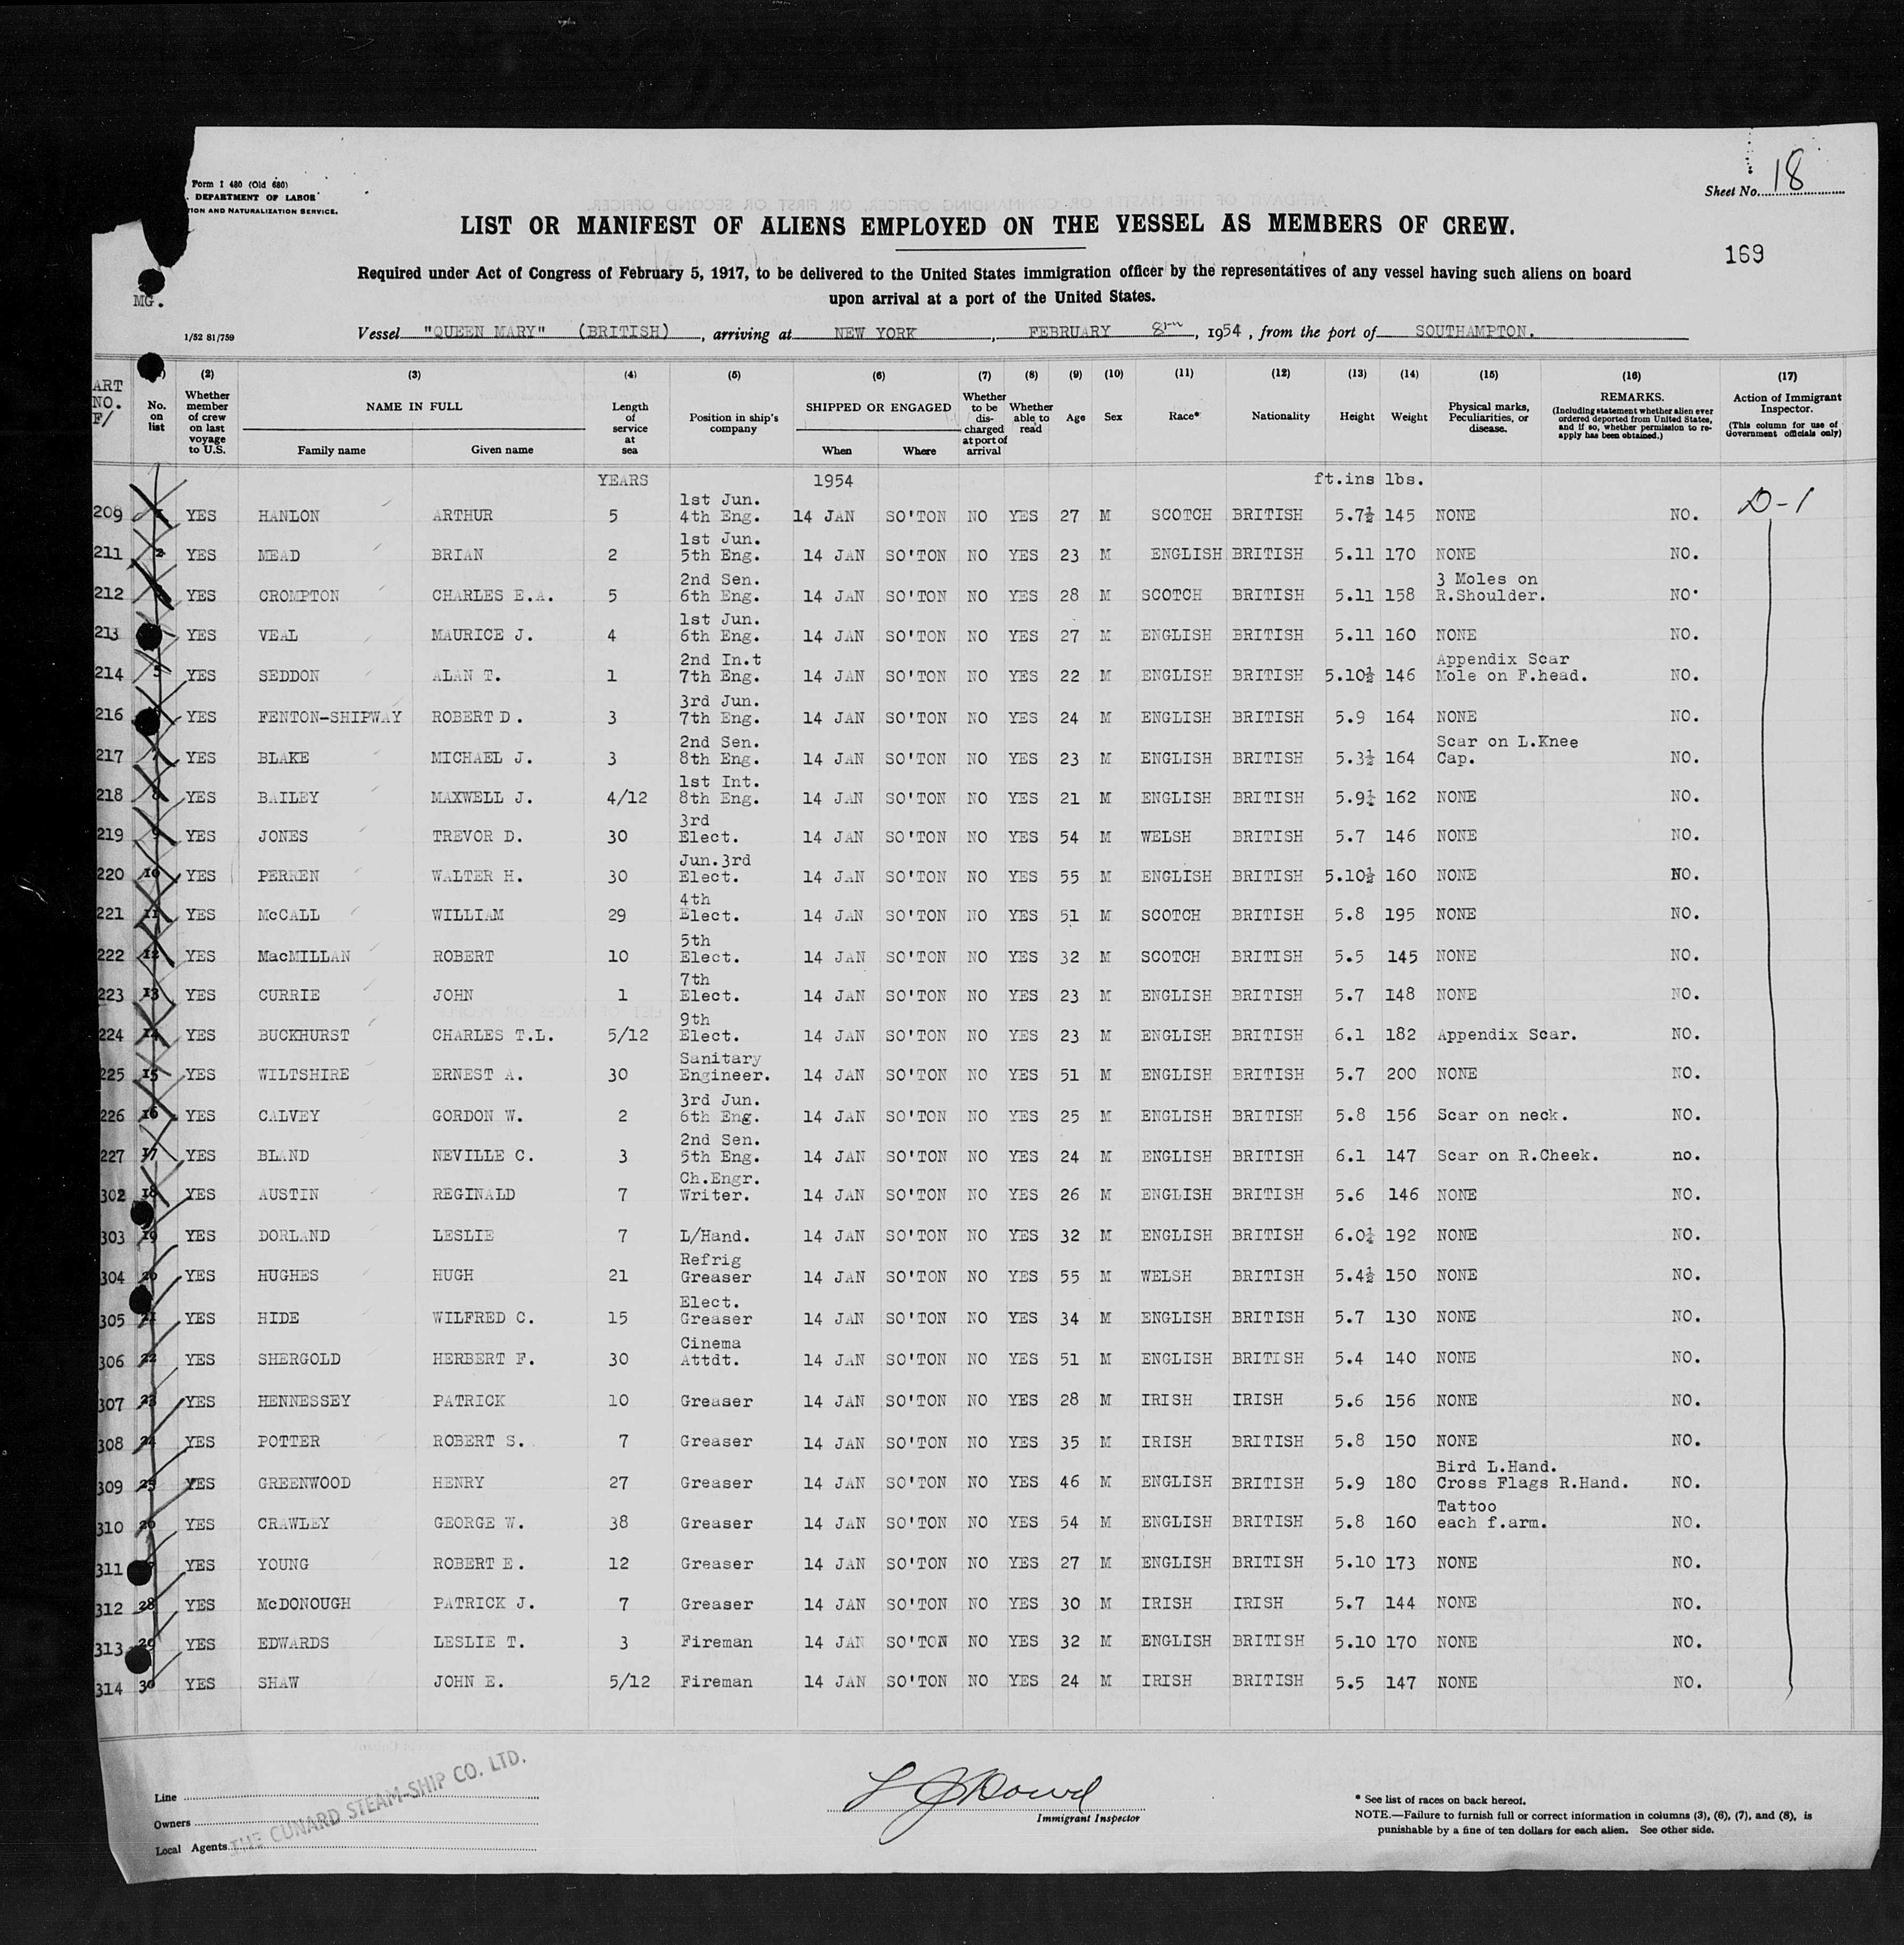 Form I 480 (Old 680)
. DEPARTMENT OF LABOR
TION AND NATURALIZATION SERVICE.
Sheet No. 18
LIST OR MANIFEST OF ALIENS EMPLOYED ON THE VESSEL AS MEMBERS OF CREW.
169
Required under Act of Congress of February 5, 1917, to be delivered to the United States immigration officer by the representatives of any vessel having such aliens on board
upon arrival at a port of the United States.
MG.
1/52 81/759
Vessel "QUEEN MARY" (BRITISH), arriving at NEW YORK, FEBRUARY 8TH, 1954, from the port of SOUTHAMPTON.
ART NO. F/ | No. on list | (2) Whether member of crew on last voyage to U.S. | (3) NAME IN FULL Family name Given name | (4) Length of service at sea | (5) Position in ship's company | (6) SHIPPED OR ENGAGED When Where | (7) Whether to be discharged at port of arrival | (8) Whether able to read | (9) Age | (10) Sex | (11) Race* | (12) Nationality | (13) Height | (14) Weight | (15) Physical marks, Peculiarities, or disease. | (16) REMARKS. (Including statement whether alien ever ordered deported from United States, and if so, whether permission to re-apply has been obtained.) | (17) Action of Immigrant Inspector. (This column for use of Government officials only)
YEARS 1954 ft.ins lbs.
209 YES HANLON ARTHUR 5 1st Jun. 4th Eng. 14 JAN SO'TON NO YES 27 M SCOTCH BRITISH 5.7½ 145 NONE NO. D-1
211 2 YES MEAD BRIAN 2 1st Jun. 5th Eng. 14 JAN SO'TON NO YES 23 M ENGLISH BRITISH 5.11 170 NONE NO.
212 YES CROMPTON CHARLES E.A. 5 2nd Sen. 6th Eng. 14 JAN SO'TON NO YES 28 M SCOTCH BRITISH 5.11 158 3 Moles on R.Shoulder. NO.
213 YES VEAL MAURICE J. 4 1st Jun. 6th Eng. 14 JAN SO'TON NO YES 27 M ENGLISH BRITISH 5.11 160 NONE NO.
214 5 YES SEDDON ALAN T. 1 2nd In.t 7th Eng. 14 JAN SO'TON NO YES 22 M ENGLISH BRITISH 5.10½ 146 Appendix Scar Mole on F.head. NO.
216 YES FENTON-SHIPWAY ROBERT D. 3 3rd Jun. 7th Eng. 14 JAN SO'TON NO YES 24 M ENGLISH BRITISH 5.9 164 NONE NO.
217 7 YES BLAKE MICHAEL J. 3 2nd Sen. 8th Eng. 14 JAN SO'TON NO YES 23 M ENGLISH BRITISH 5.3½ 164 Scar on L.Knee Cap. NO.
218 8 YES BAILEY MAXWELL J. 4/12 1st Int. 8th Eng. 14 JAN SO'TON NO YES 21 M ENGLISH BRITISH 5.9¼ 162 NONE NO.
219 9 YES JONES TREVOR D. 30 3rd Elect. 14 JAN SO'TON NO YES 54 M WELSH BRITISH 5.7 146 NONE NO.
220 10 YES PERREN WALTER H. 30 Jun.3rd Elect. 14 JAN SO'TON NO YES 55 M ENGLISH BRITISH 5.10½ 160 NONE NO.
221 11 YES McCALL WILLIAM 29 4th Elect. 14 JAN SO'TON NO YES 51 M SCOTCH BRITISH 5.8 195 NONE NO.
222 12 YES MacMILLAN ROBERT 10 5th Elect. 14 JAN SO'TON NO YES 32 M SCOTCH BRITISH 5.5 145 NONE NO.
223 13 YES CURRIE JOHN 1 7th Elect. 14 JAN SO'TON NO YES 23 M ENGLISH BRITISH 5.7 148 NONE NO.
224 14 YES BUCKHURST CHARLES T.L. 5/12 9th Elect. 14 JAN SO'TON NO YES 23 M ENGLISH BRITISH 6.1 182 Appendix Scar. NO.
225 15 YES WILTSHIRE ERNEST A. 30 Sanitary Engineer. 14 JAN SO'TON NO YES 51 M ENGLISH BRITISH 5.7 200 NONE NO.
226 16 YES CALVEY GORDON W. 2 3rd Jun. 6th Eng. 14 JAN SO'TON NO YES 25 M ENGLISH BRITISH 5.8 156 Scar on neck. NO.
227 17 YES BLAND NEVILLE C. 3 2nd Sen. 5th Eng. 14 JAN SO'TON NO YES 24 M ENGLISH BRITISH 6.1 147 Scar on R.Cheek. no.
302 18 YES AUSTIN REGINALD 7 Ch.Engr. Writer. 14 JAN SO'TON NO YES 26 M ENGLISH BRITISH 5.6 146 NONE NO.
303 19 YES DORLAND LESLIE 7 L/Hand. 14 JAN SO'TON NO YES 32 M ENGLISH BRITISH 6.0¼ 192 NONE NO.
304 20 YES HUGHES HUGH 21 Refrig Greaser 14 JAN SO'TON NO YES 55 M WELSH BRITISH 5.4½ 150 NONE NO.
305 21 YES HIDE WILFRED C. 15 Elect. Greaser 14 JAN SO'TON NO YES 34 M ENGLISH BRITISH 5.7 130 NONE NO.
306 22 YES SHERGOLD HERBERT F. 30 Cinema Attdt. 14 JAN SO'TON NO YES 51 M ENGLISH BRITISH 5.4 140 NONE NO.
307 23 YES HENNESSEY PATRICK 10 Greaser 14 JAN SO'TON NO YES 28 M IRISH IRISH 5.6 156 NONE NO.
308 24 YES POTTER ROBERT S. 7 Greaser 14 JAN SO'TON NO YES 35 M IRISH BRITISH 5.8 150 NONE NO.
309 25 YES GREENWOOD HENRY 27 Greaser 14 JAN SO'TON NO YES 46 M ENGLISH BRITISH 5.9 180 Bird L.Hand. Cross Flags R.Hand. NO.
310 26 YES CRAWLEY GEORGE W. 38 Greaser 14 JAN SO'TON NO YES 54 M ENGLISH BRITISH 5.8 160 Tattoo each f.arm. NO.
311 YES YOUNG ROBERT E. 12 Greaser 14 JAN SO'TON NO YES 27 M ENGLISH BRITISH 5.10 173 NONE NO.
312 28 YES McDONOUGH PATRICK J. 7 Greaser 14 JAN SO'TON NO YES 30 M IRISH IRISH 5.7 144 NONE NO.
313 29 YES EDWARDS LESLIE T. 3 Fireman 14 JAN SO'TON NO YES 32 M ENGLISH BRITISH 5.10 170 NONE NO.
314 30 YES SHAW JOHN E. 5/12 Fireman 14 JAN SO'TON NO YES 24 M IRISH BRITISH 5.5 147 NONE NO.
Line
Owners
Local Agents
THE CUNARD STEAM-SHIP CO. LTD.
Immigrant Inspector
* See list of races on back hereof.
NOTE.—Failure to furnish full or correct information in columns (3), (6), (7), and (8), is
punishable by a fine of ten dollars for each alien. See other side.